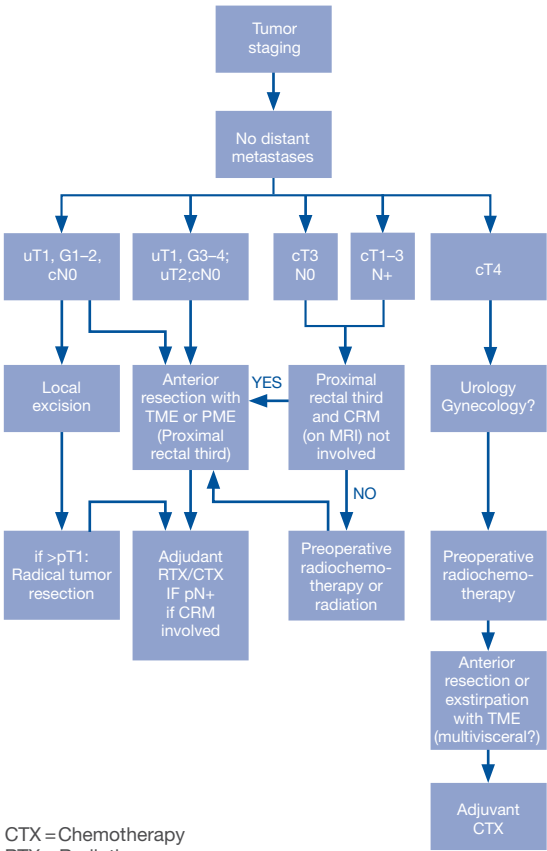 Tumor
staging
No distant
metastases
uT1, G1–2,
cN0
uT1, G3–4;
uT2;cN0
cT3
N0
cT1–3
N+
cT4
Local
excision
Anterior
resection with
TME or PME
(Proximal
rectal third)
YES
Proximal
rectal third
and CRM
(on MRI) not
involved
Urology
Gynecology?
NO
if >pT1:
Radical tumor
resection
Adjudant
RTX/CTX
IF pN+
if CRM
involved
Preoperative
radiochemo-
therapy or
radiation
Preoperative
radiochemo-
therapy
Anterior
resection or
exstirpation
with TME
(multivisceral?)
Adjuvant
CTX
CTX = Chemotherapy